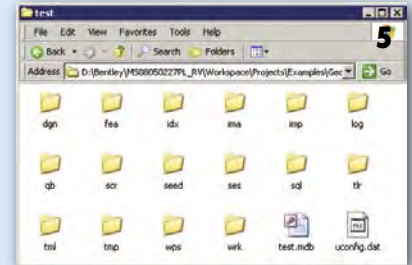 test
File Edit View Favorites Tools Help
5
Back Search Folders
Address D:\Bentley\MS08050227PL_RV\Workspace\Projects\Examples\Geo Go
dgn fea idx ima imp log
qb scr seed ses sql tlr
tml tmp wps wrk test.mdb uconfig.dat